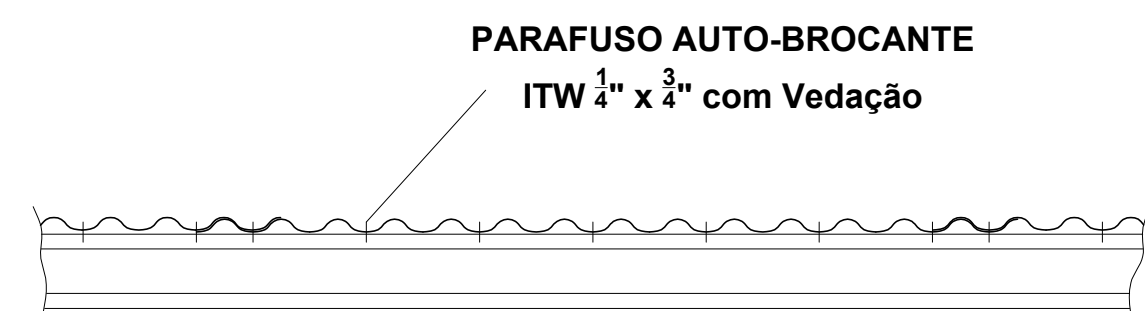 PARAFUSO AUTO-BROCANTE
ITW 1/4" x 3/4" com Vedação